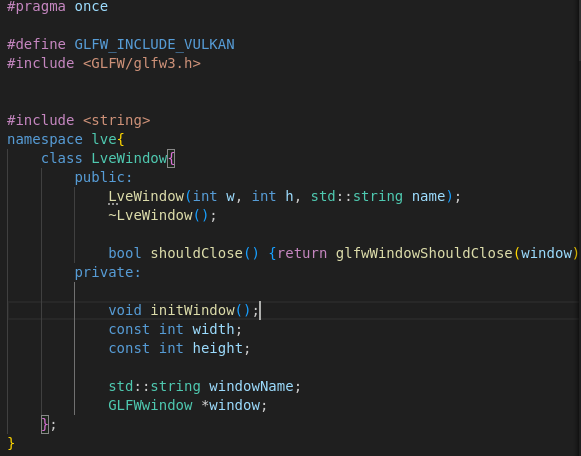 #pragma once
#define GLFW_INCLUDE_VULKAN
#include <GLFW/glfw3.h>
#include <string>
namespace lve{
class LveWindow{
public:
LveWindow(int w, int h, std::string name);
~LveWindow();
bool shouldClose() {return glfwWindowShouldClose(window)
private:
void initWindow();
const int width;
const int height;
std::string windowName;
GLFWwindow *window;
};
}